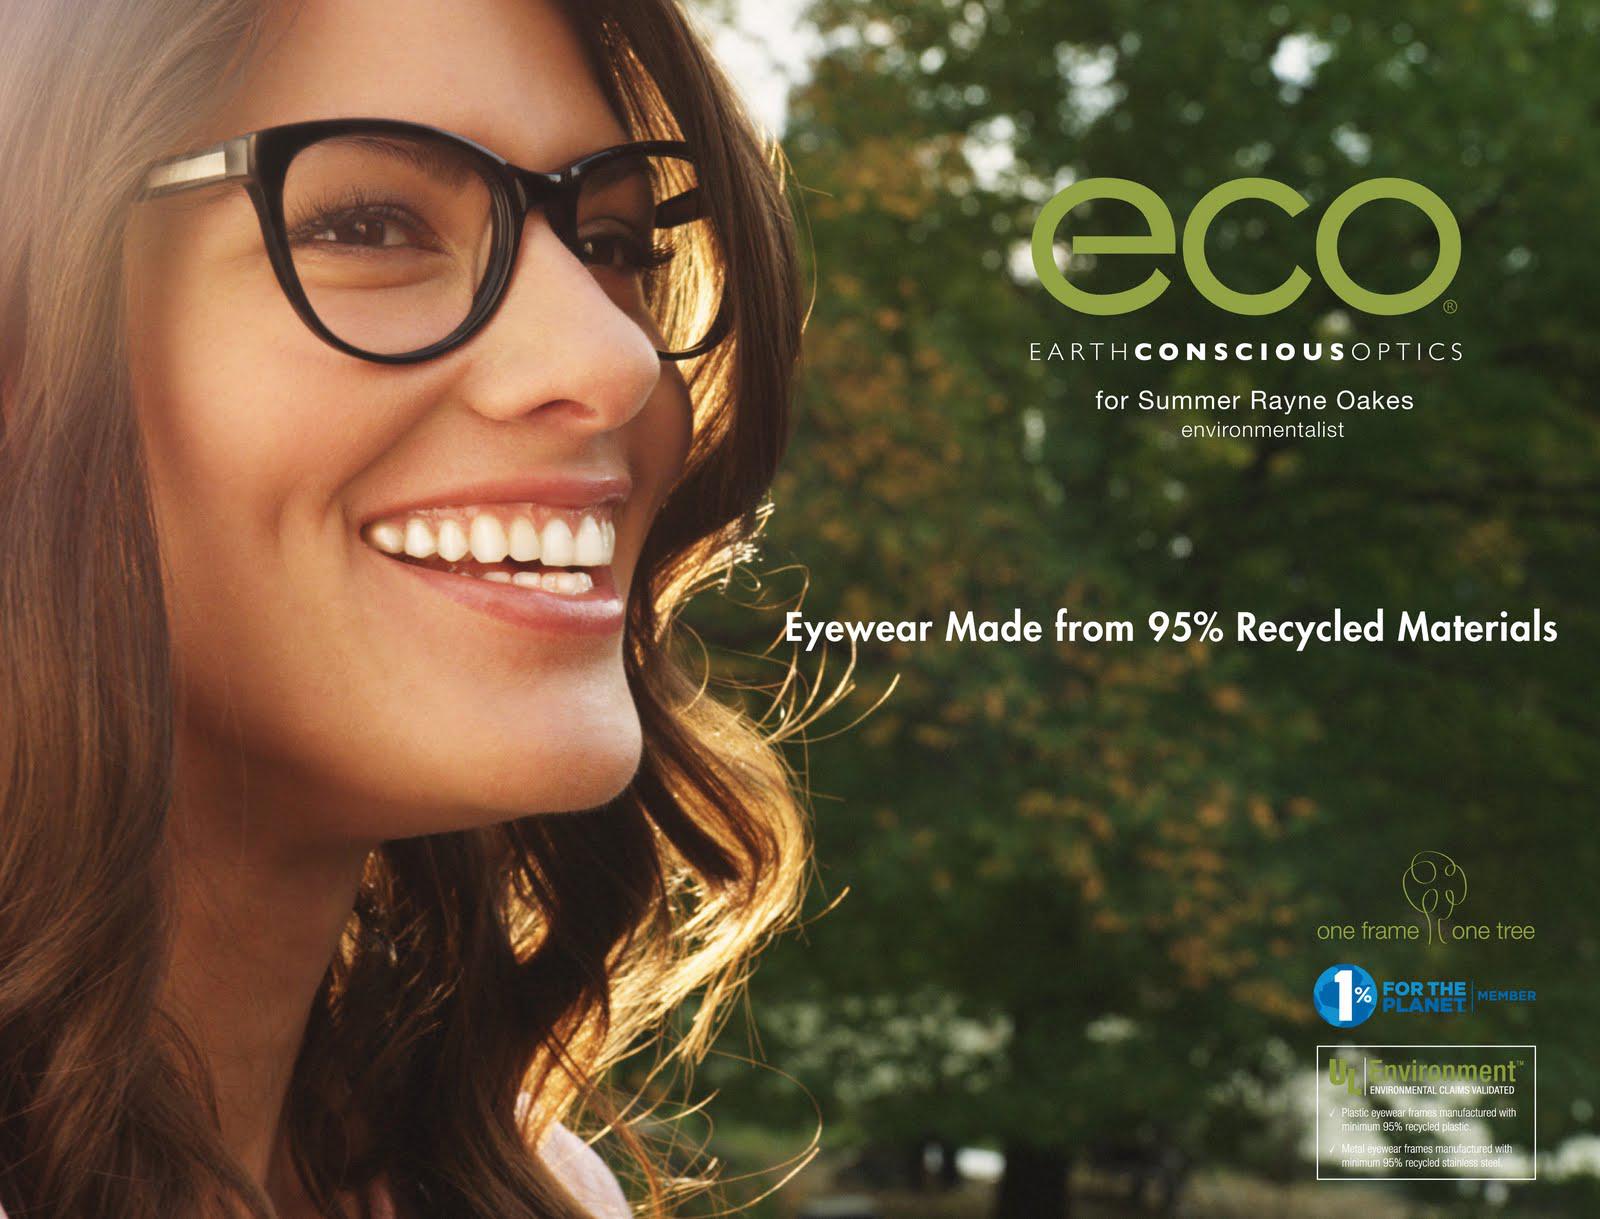 eco®
EARTHCONSCIOUSOPTICS
for Summer Rayne Oakes
environmentalist
Eyewear Made from 95% Recycled Materials
one frame one tree
1% FOR THE
PLANET
MEMBER
UL Environment™
ENVIRONMENTAL CLAIMS VALIDATED
✓ Plastic eyewear frames manufactured with
minimum 95% recycled plastic.
✓ Metal eyewear frames manufactured with
minimum 95% recycled stainless steel.